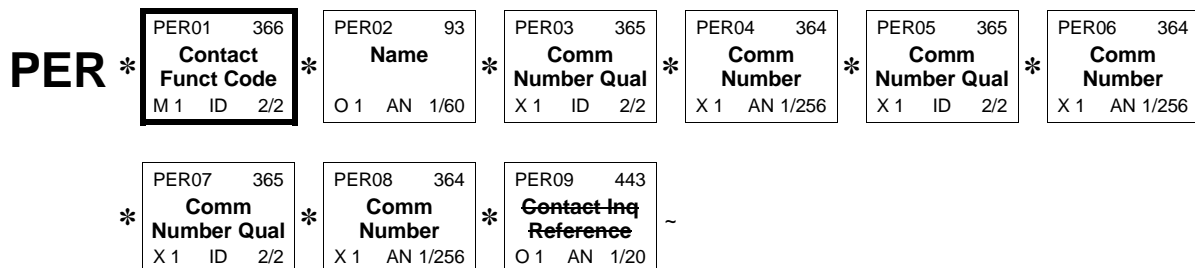 PER * PER01 366 * PER02 93 * PER03 365 * PER04 364 * PER05 365 * PER06 364
Contact Name Comm Comm Comm Comm
Funct Code Number Qual Number Number Qual Number
M 1 ID 2/2 O 1 AN 1/60 X 1 ID 2/2 X 1 AN 1/256 X 1 ID 2/2 X 1 AN 1/256
* PER07 365 * PER08 364 * PER09 443 ~
Comm Comm Contact Inq
Number Qual Number Reference
X 1 ID 2/2 X 1 AN 1/256 O 1 AN 1/20